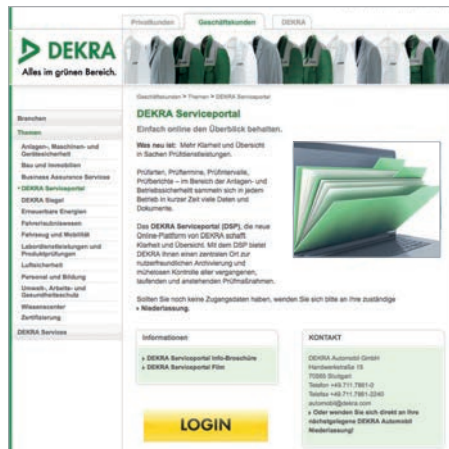 Privatkunden
Geschäftskunden
DEKRA
DEKRA
Alles im grünen Bereich.
Geschäftskunden > Themen > DEKRA Serviceportal
Branchen
Themen
Anlagen-, Maschinen- und
Gerätesicherheit
Bau und Immobilien
Business Assurance Services
DEKRA Serviceportal
DEKRA Siegel
Erneuerbare Energien
Fahrerlaubniswesen
Fahrzeug und Mobilität
Labordienstleistungen und
Produktprüfungen
Luftsicherheit
Personal und Bildung
Umwelt-, Arbeits- und
Gesundheitsschutz
Wissenscenter
Zertifizierung
DEKRA Services
DEKRA Serviceportal
Einfach online den Überblick behalten.
Was neu ist: Mehr Klarheit und Übersicht
in Sachen Prüfdienstleistungen.
Prüfarten, Prüftermine, Prüfintervalle,
Prüfberichte – im Bereich der Anlagen- und
Betriebssicherheit sammeln sich in jedem
Betrieb in kurzer Zeit viele Daten und
Dokumente.
Das DEKRA Serviceportal (DSP), die neue
Online-Plattform von DEKRA schafft
Klarheit und Übersicht. Mit dem DSP bietet
DEKRA Ihnen einen zentralen Ort zur
nutzerfreundlichen Archivierung und
mühelosen Kontrolle aller vergangenen,
laufenden und anstehenden Prüfmaßnahmen.
Sollten Sie noch keine Zugangsdaten haben, wenden Sie sich bitte an Ihre zuständige
Niederlassung.
Informationen
DEKRA Serviceportal Info-Broschüre
DEKRA Serviceportal Film
LOGIN
KONTAKT
DEKRA Automobil GmbH
Handwerkstraße 15
70565 Stuttgart
Telefon +49.711.7861-0
Telefax +49.711.7861-2240
automobil@dekra.com
Oder wenden Sie sich direkt an Ihre
nächstgelegene DEKRA Automobil
Niederlassung!